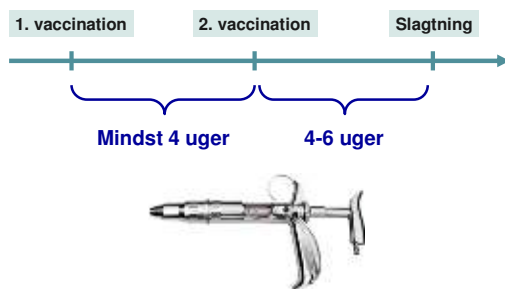 1. vaccination
2. vaccination
Slagtning
Mindst 4 uger
4-6 uger